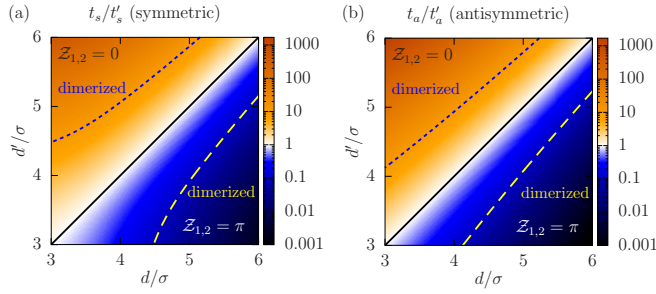 (a) t_s/t'_s (symmetric)
6
5
4
3
d'/σ
3 4 5 6
d/σ
Z_{1,2} = 0
dimerized
dimerized
Z_{1,2} = π
1000
100
10
1
0.1
0.01
0.001
(b) t_a/t'_a (antisymmetric)
6
5
4
3
d'/σ
3 4 5 6
d/σ
Z_{1,2} = 0
dimerized
dimerized
Z_{1,2} = π
1000
100
10
1
0.1
0.01
0.001